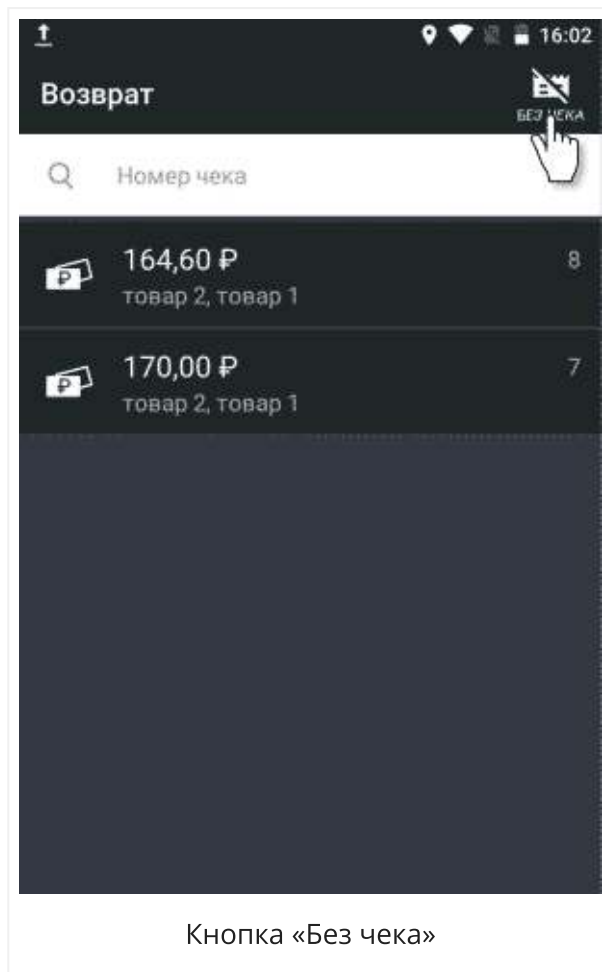 16:02
Возврат
БЕЗ ЧЕКА
Номер чека
164,60 ₽
8
товар 2, товар 1
170,00 ₽
7
товар 2, товар 1
Кнопка «Без чека»